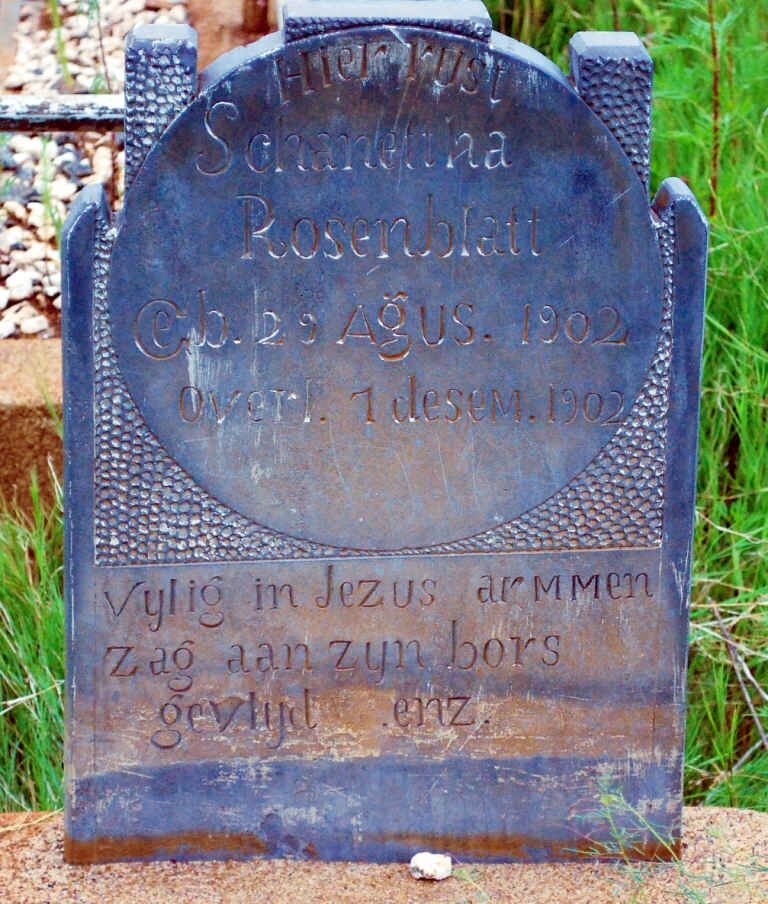 Hier rust
Schanettha
Rosenblatt
Geb. 29 Agus. 1902
Overl. 1 desem. 1902
Vylig in Jezus armmen
zag aan zyn bors
gevlyd .enz.